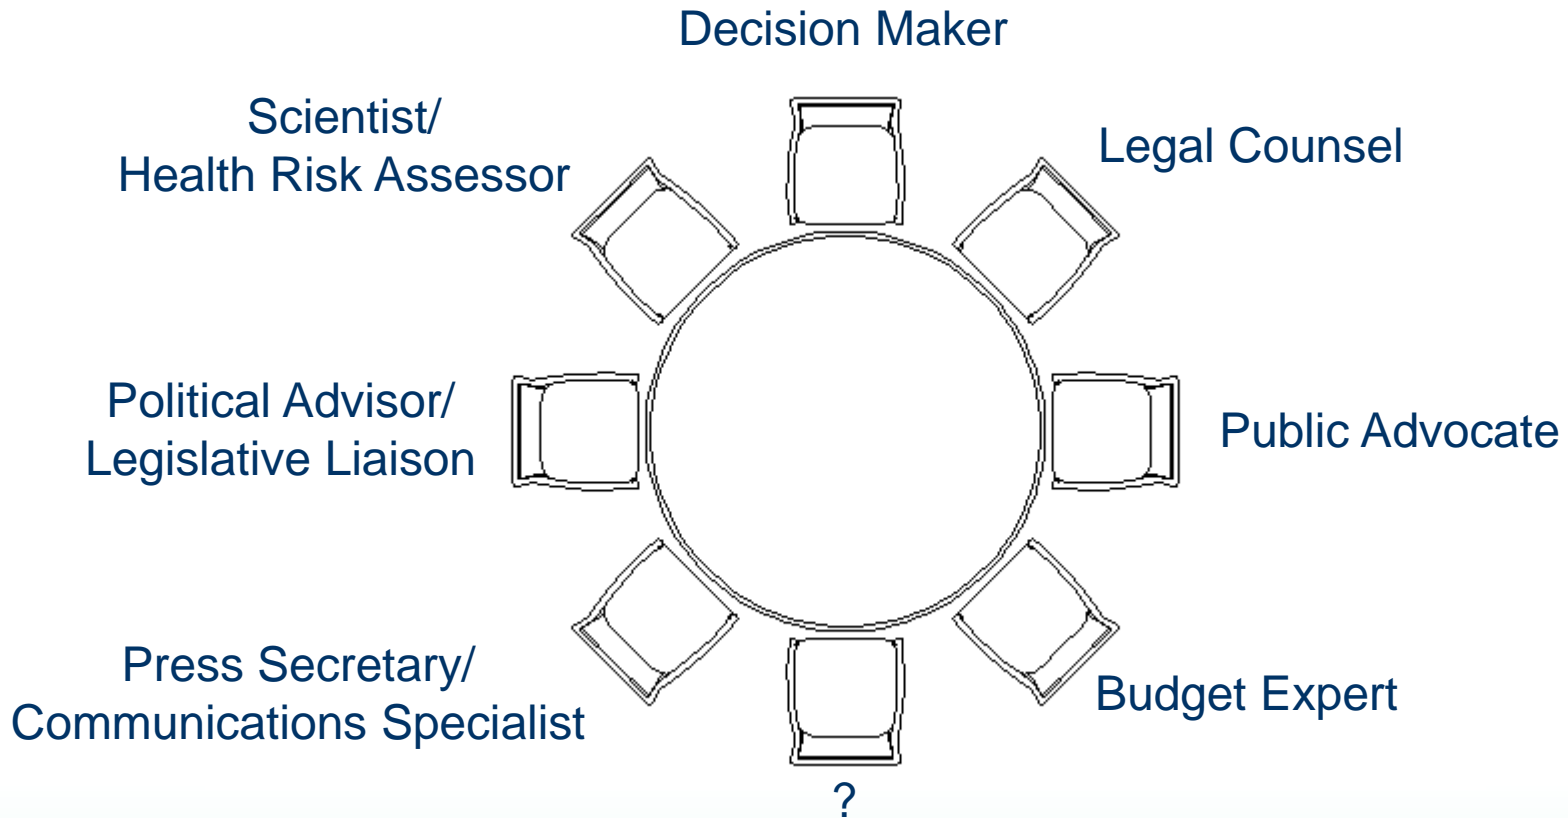 Decision Maker
Scientist/
Health Risk Assessor
Legal Counsel
Political Advisor/
Legislative Liaison
Public Advocate
Press Secretary/
Communications Specialist
Budget Expert
?